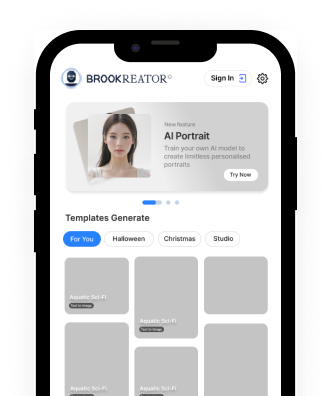 BROOKREATOR©
Sign In
New feature
AI Portrait
Train your own AI model to
create limitless personalised
portraits
Try Now
Templates Generate
For You
Halloween
Christmas
Studio
Aquatic Sci-Fi
Text to Image
Aquatic Sci-Fi
Text to Image
Aquatic Sci-Fi
Aquatic Sci-Fi